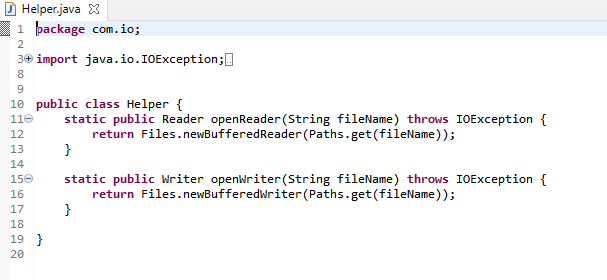 Helper.java
1 package com.io;
2
3 import java.io.IOException;
8
9
10 public class Helper {
11 static public Reader openReader(String fileName) throws IOException {
12 return Files.newBufferedReader(Paths.get(fileName));
13 }
14
15 static public Writer openWriter(String fileName) throws IOException {
16 return Files.newBufferedWriter(Paths.get(fileName));
17 }
18
19 }
20